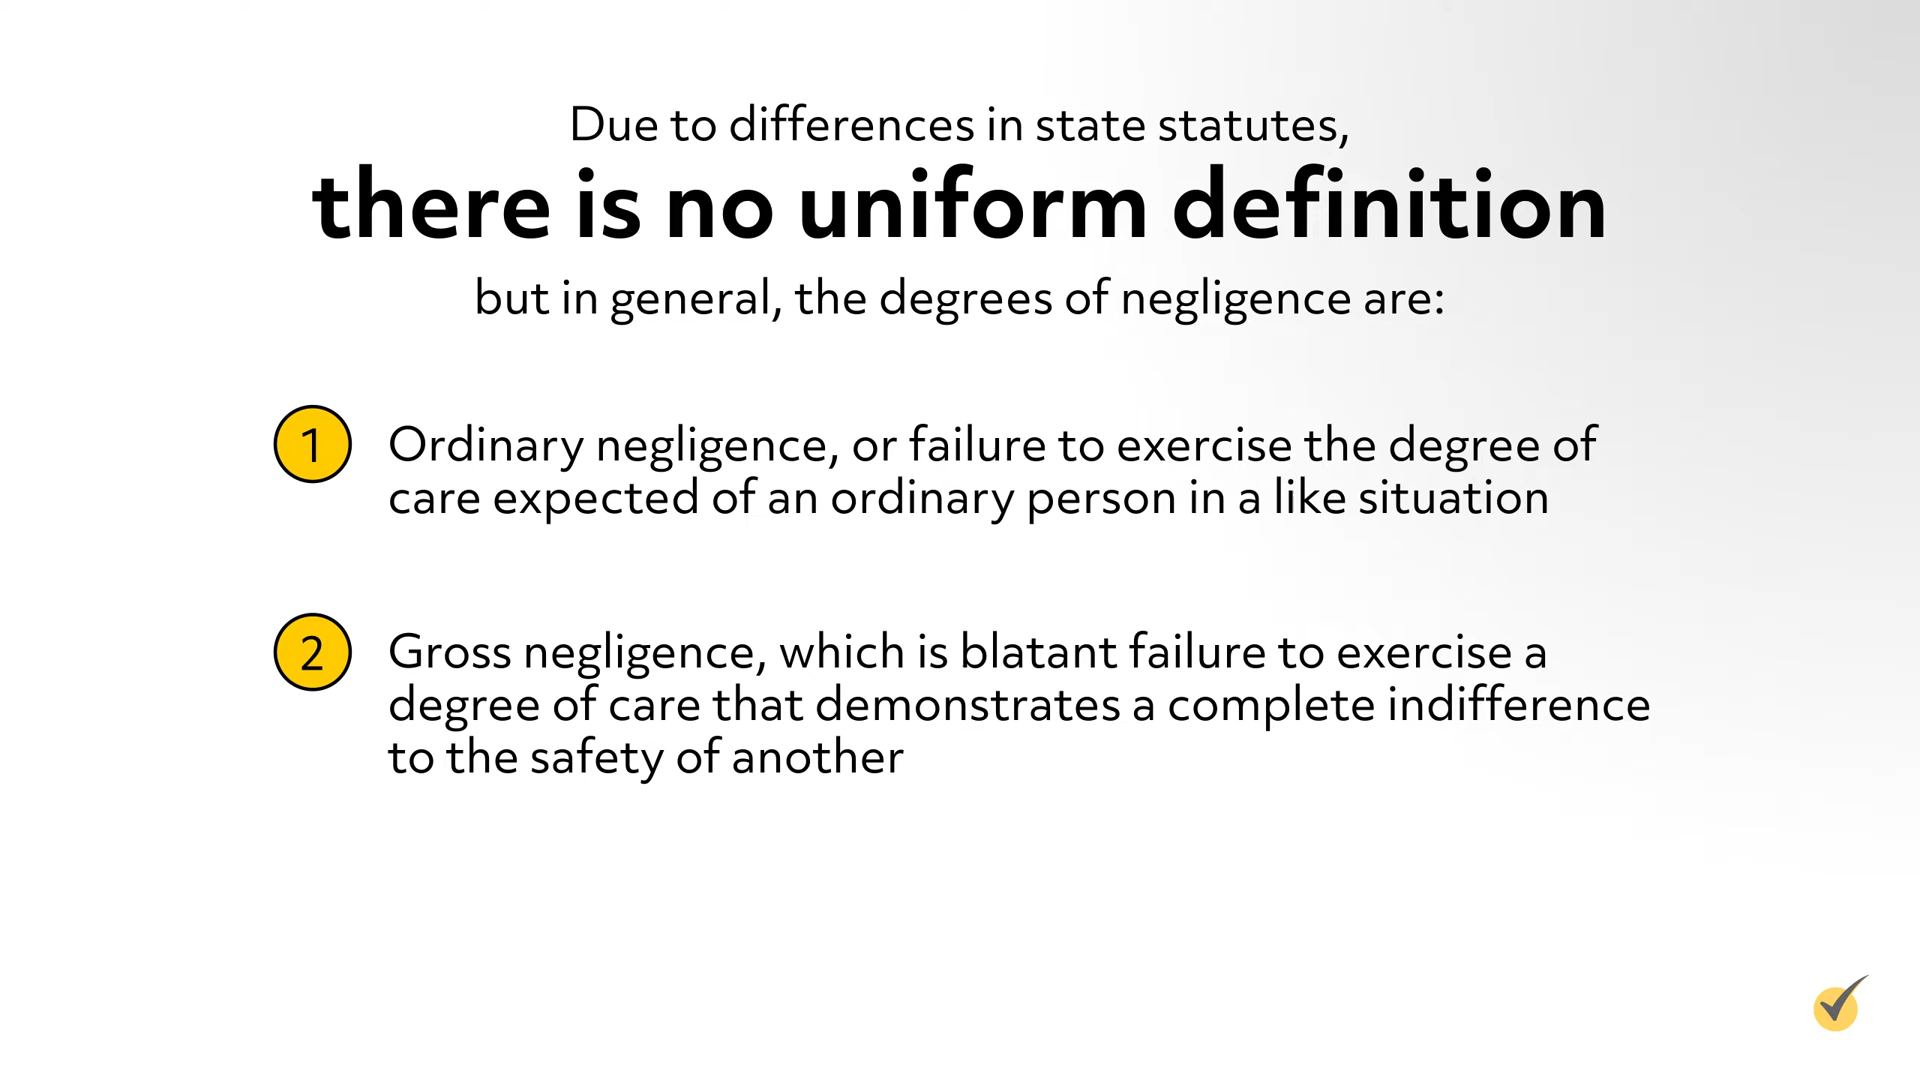 Due to differences in state statutes,
there is no uniform definition
but in general, the degrees of negligence are:
1
Ordinary negligence, or failure to exercise the degree of
care expected of an ordinary person in a like situation
2
Gross negligence, which is blatant failure to exercise a
degree of care that demonstrates a complete indifference
to the safety of another